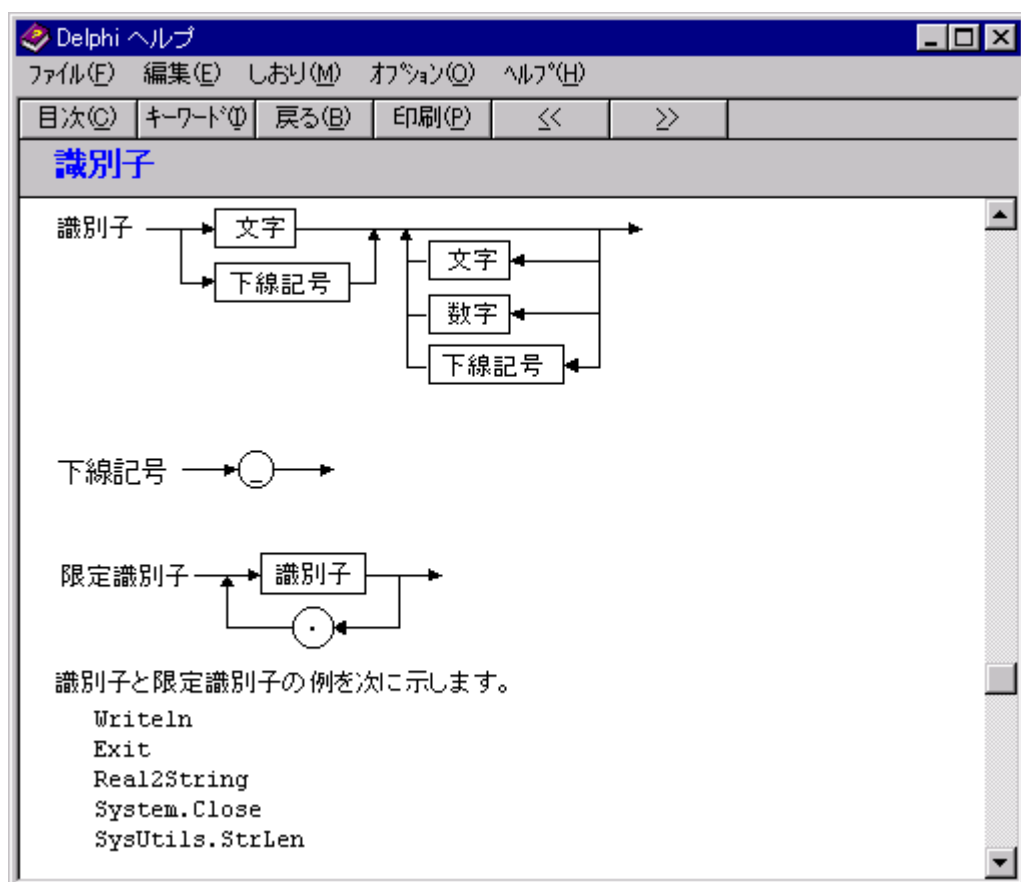 Delphi ヘルプ
ファイル(F) 編集(E) しおり(M) オプション(O) ヘルプ(H)
目次(C) キーワード(I) 戻る(B) 印刷(P) << >>
識別子
識別子 文字 下線記号 文字 数字 下線記号
下線記号 _
限定識別子 識別子 .
識別子と限定識別子の例を次に示します。
Writeln
Exit
Real2String
System.Close
SysUtils.StrLen